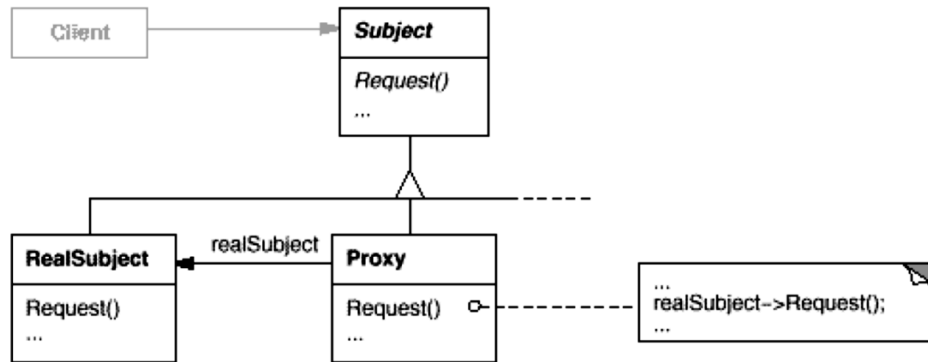 Client
Subject
Request()
...
realSubject
RealSubject
Request()
...
Proxy
Request()
...
...
realSubject->Request();
...